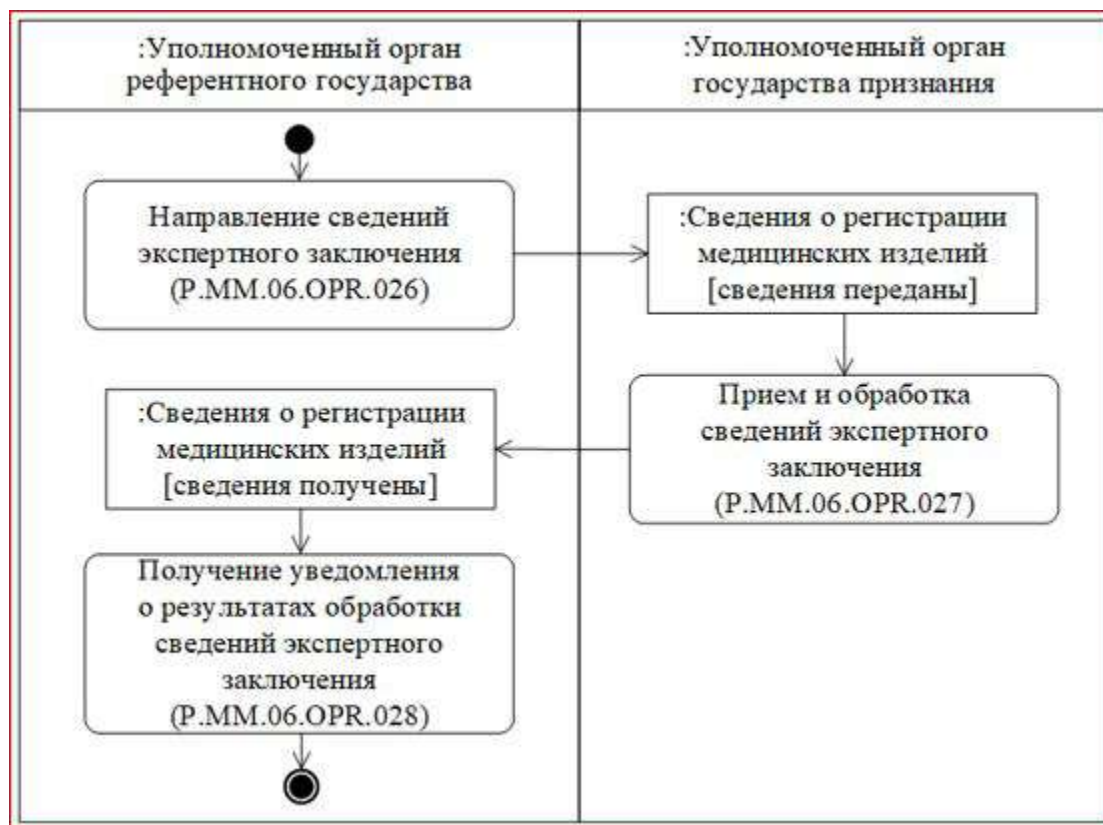 :Уполномоченный орган
референтного государства
:Уполномоченный орган
государства признания
Направление сведений
экспертного заключения
(P.MM.06.OPR.026)
:Сведения о регистрации
медицинских изделий
[сведения переданы]
Прием и обработка
сведений экспертного
заключения
(P.MM.06.OPR.027)
:Сведения о регистрации
медицинских изделий
[сведения получены]
Получение уведомления
о результатах обработки
сведений экспертного
заключения
(P.MM.06.OPR.028)